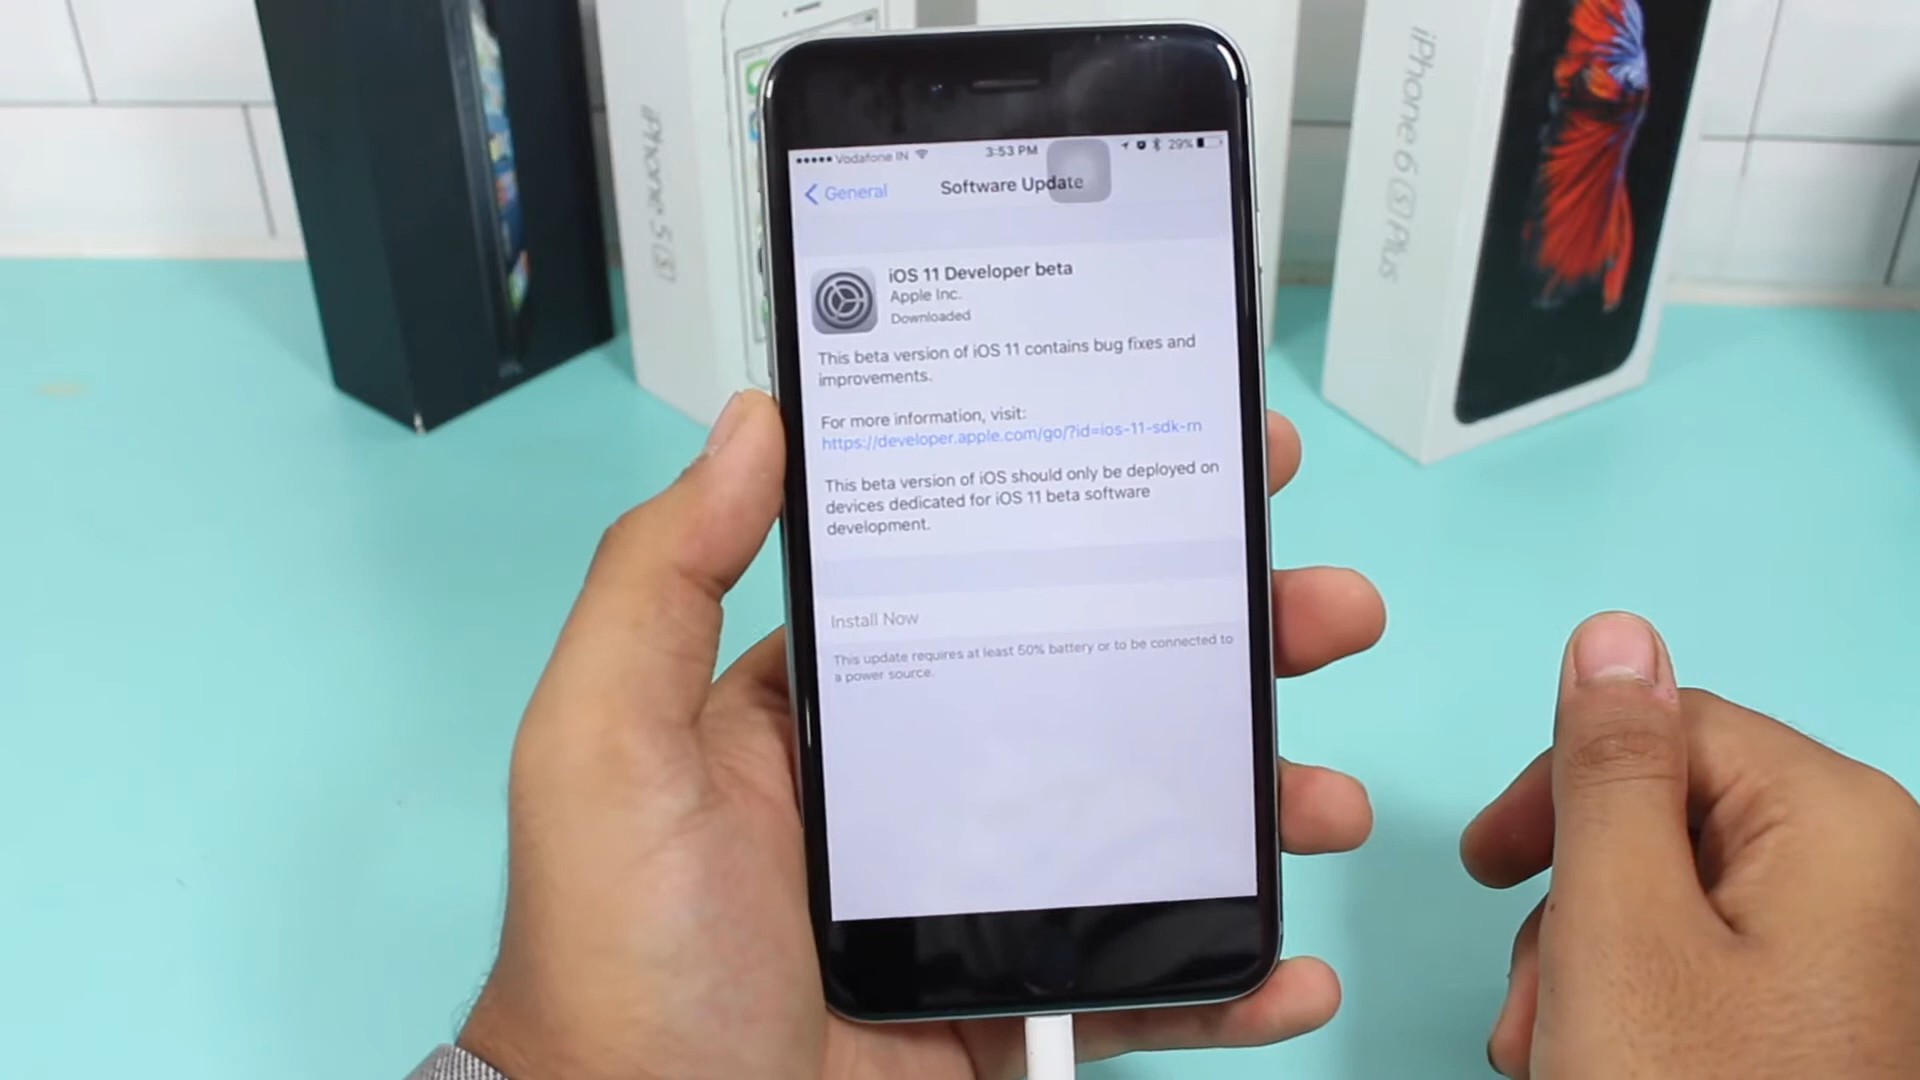 iPhone 5 S
iPhone 6 S Plus
Vodafone IN
3:53 PM
29%
General
Software Update
iOS 11 Developer beta
Apple Inc.
Downloaded
This beta version of iOS 11 contains bug fixes and
improvements.
For more information, visit:
https://developer.apple.com/go/?id=ios-11-sdk-rn
This beta version of iOS should only be deployed on
devices dedicated for iOS 11 beta software
development.
Install Now
This update requires at least 50% battery or to be connected to
a power source.